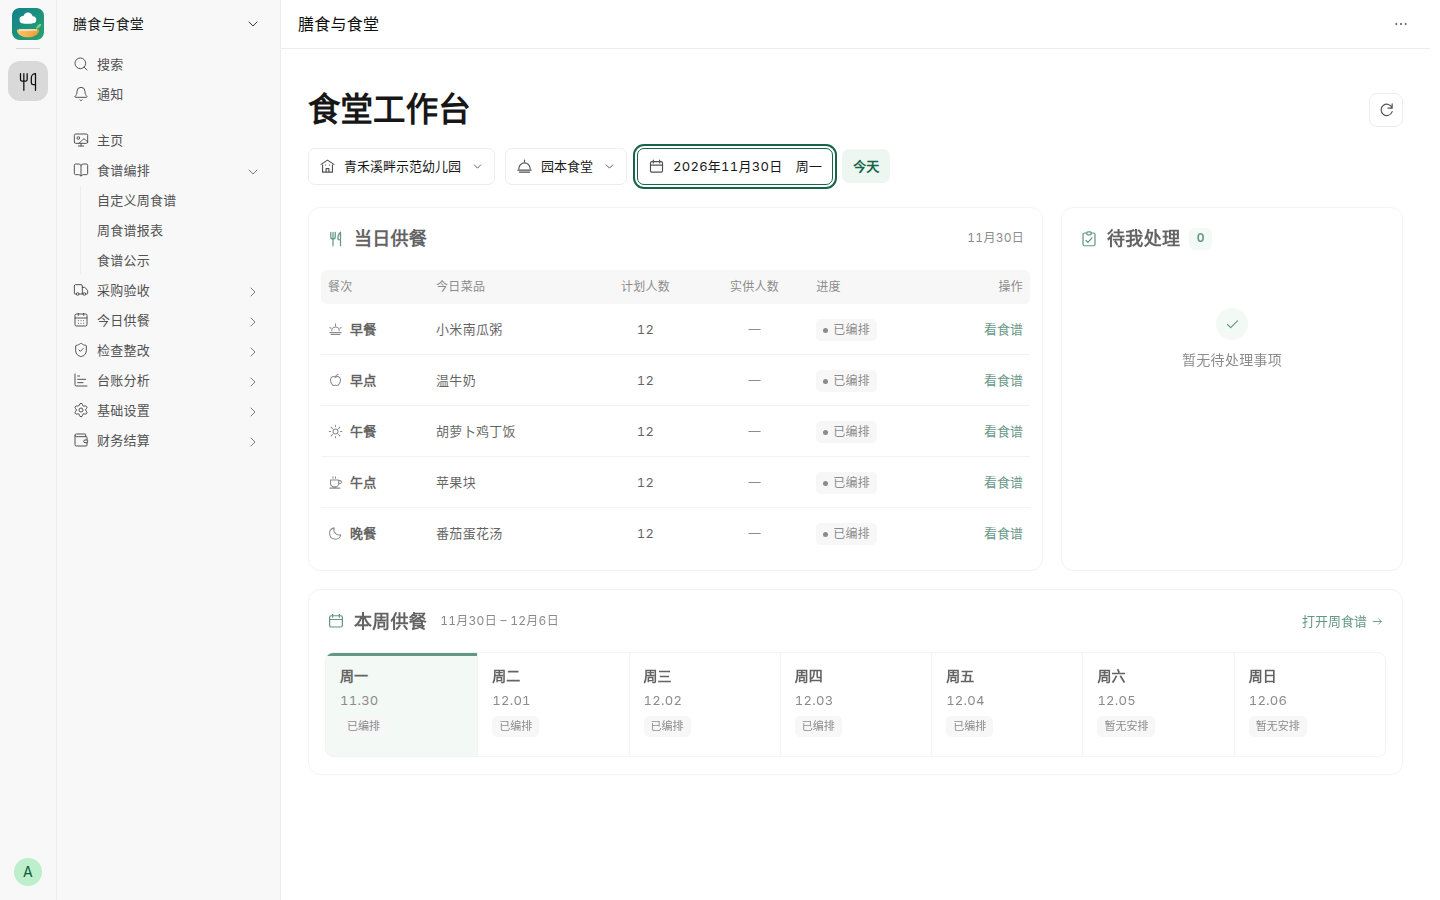 膳食与食堂
搜索
通知
主页
食谱编排
自定义周食谱
周食谱报表
食谱公示
采购验收
今日供餐
检查整改
台账分析
基础设置
财务结算
A
膳食与食堂
食堂工作台
青禾溪畔示范幼儿园 园本食堂 2026年11月30日 周一 今天
当日供餐 11月30日
餐次 今日菜品 计划人数 实供人数 进度 操作
早餐 小米南瓜粥 12 — 已编排 看食谱
早点 温牛奶 12 — 已编排 看食谱
午餐 胡萝卜鸡丁饭 12 — 已编排 看食谱
午点 苹果块 12 — 已编排 看食谱
晚餐 番茄蛋花汤 12 — 已编排 看食谱
待我处理 0
暂无待处理事项
本周供餐 11月30日 – 12月6日 打开周食谱 →
周一 周二 周三 周四 周五 周六 周日
11.30 12.01 12.02 12.03 12.04 12.05 12.06
已编排 已编排 已编排 已编排 已编排 暂无安排 暂无安排